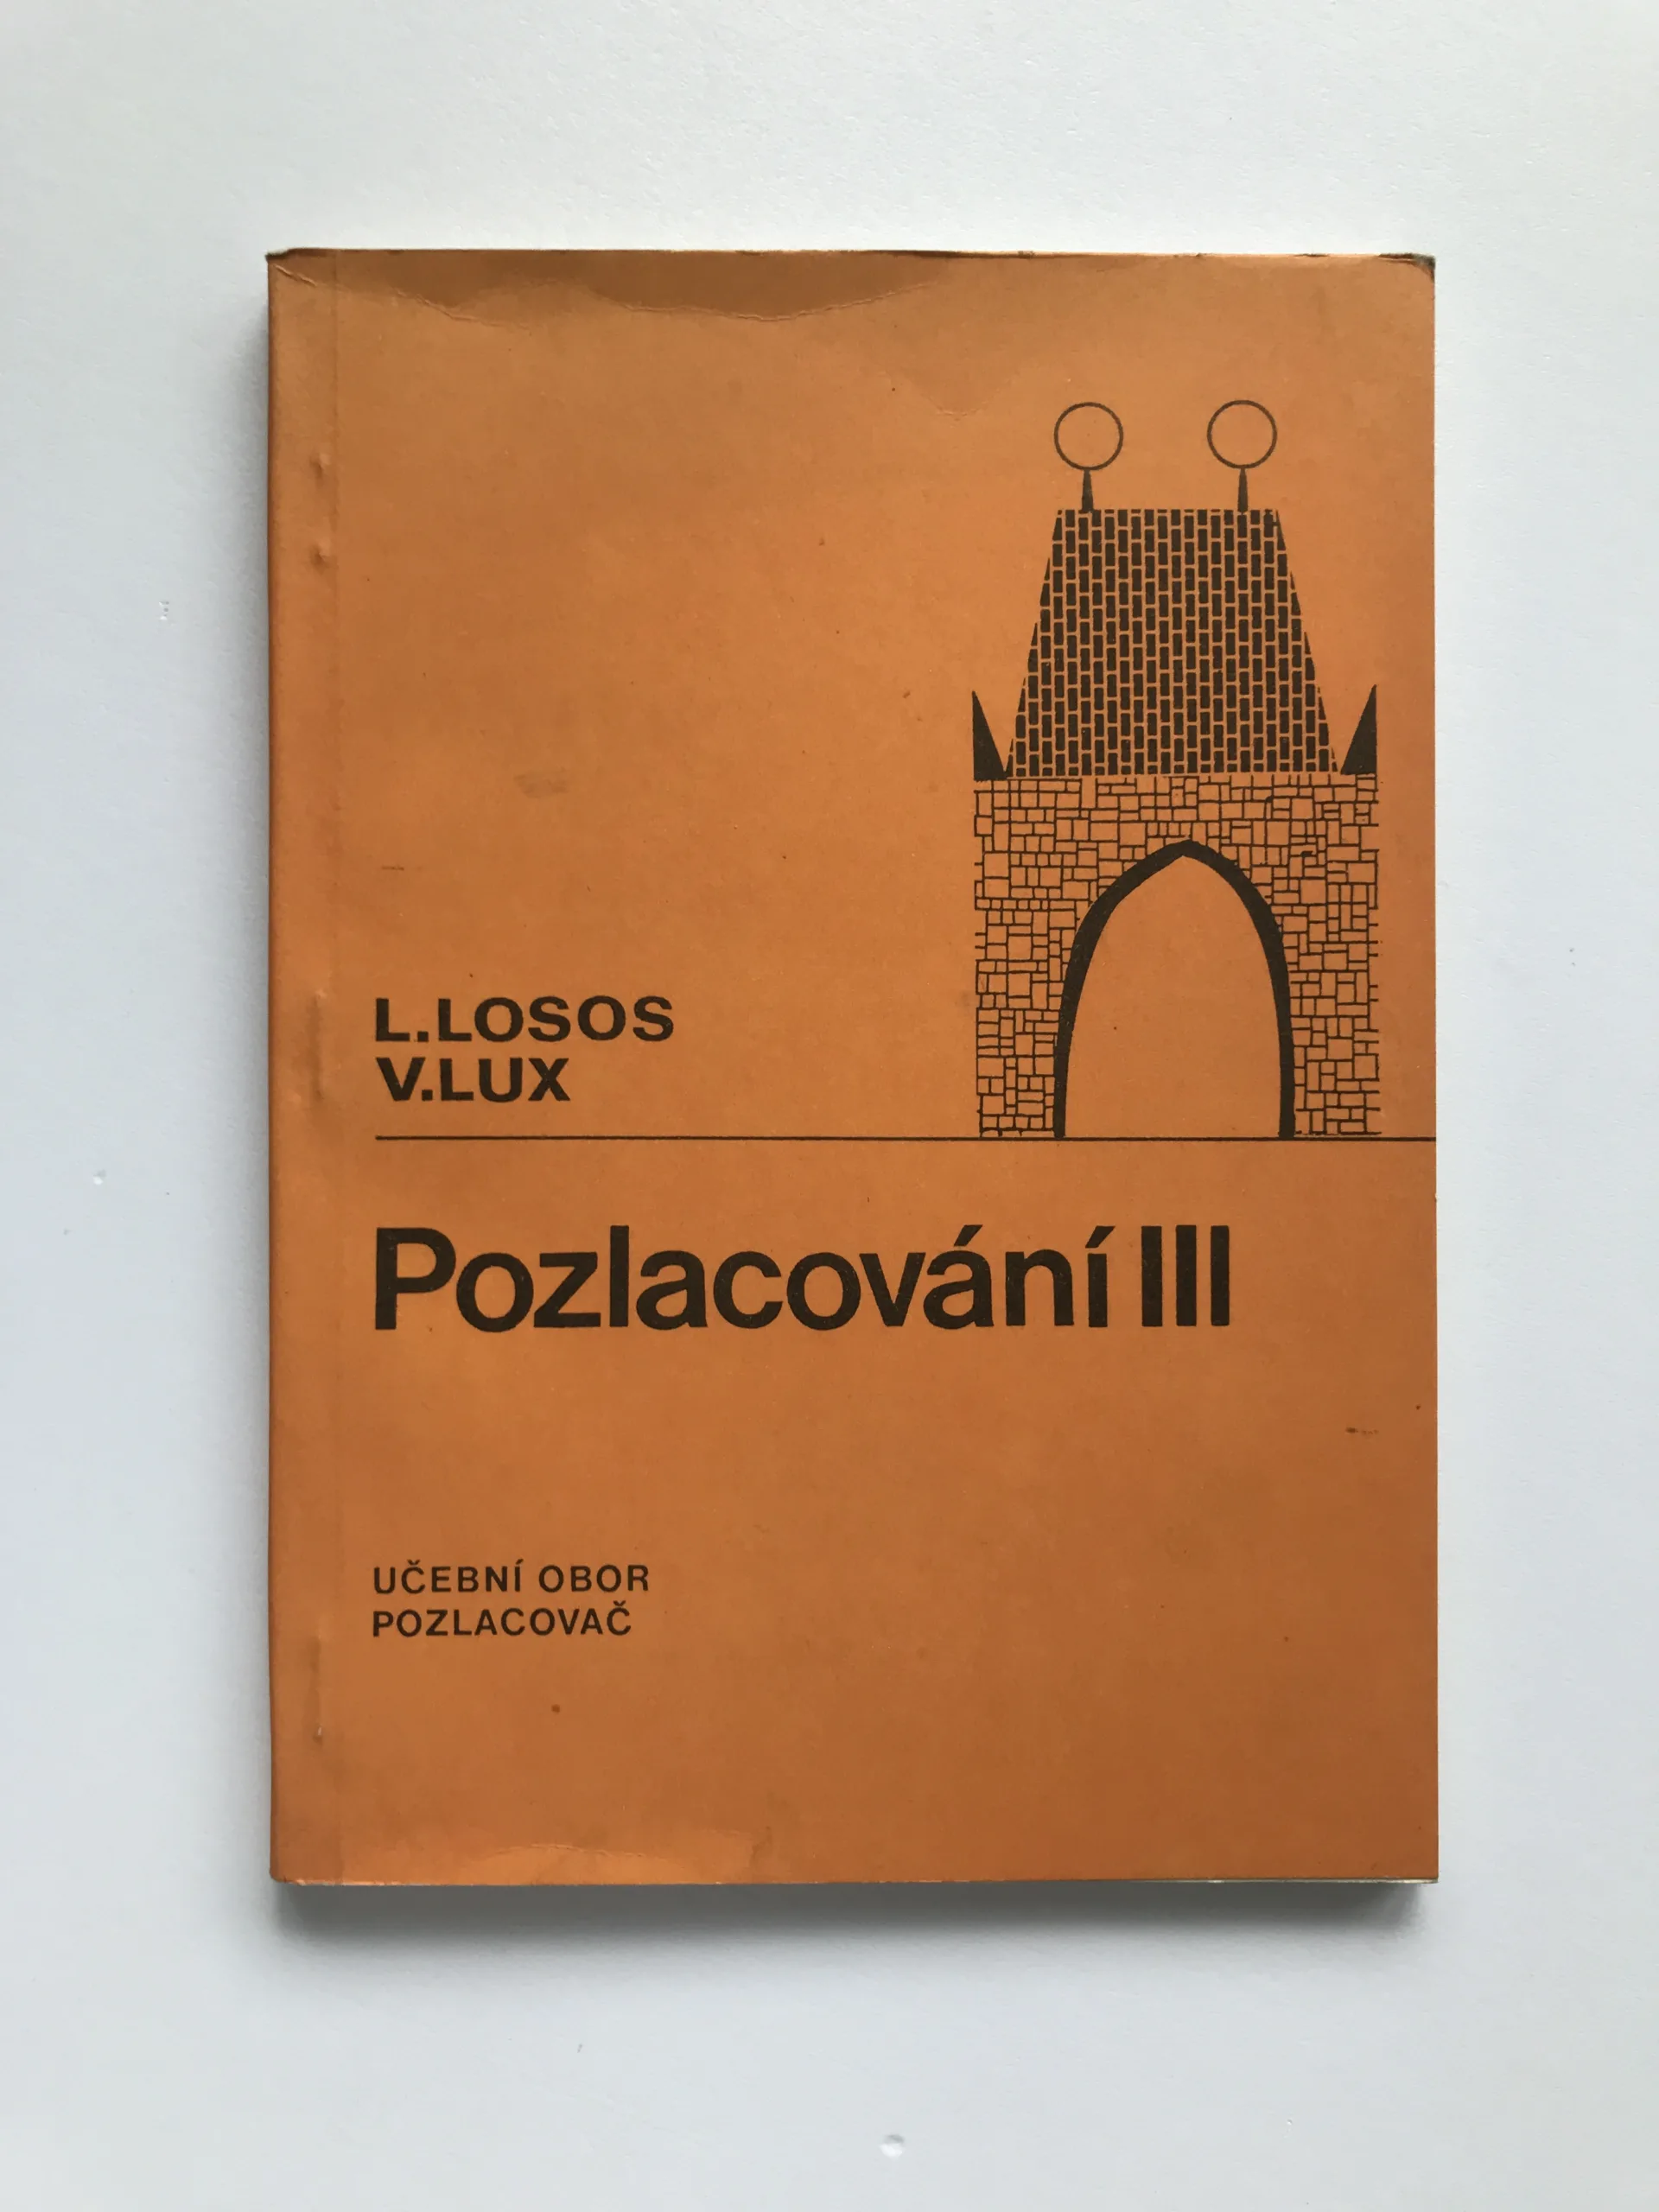 L.LOSOS
V.LUX
Pozlacování III
UČEBNÍ OBOR
POZLACOVAČ